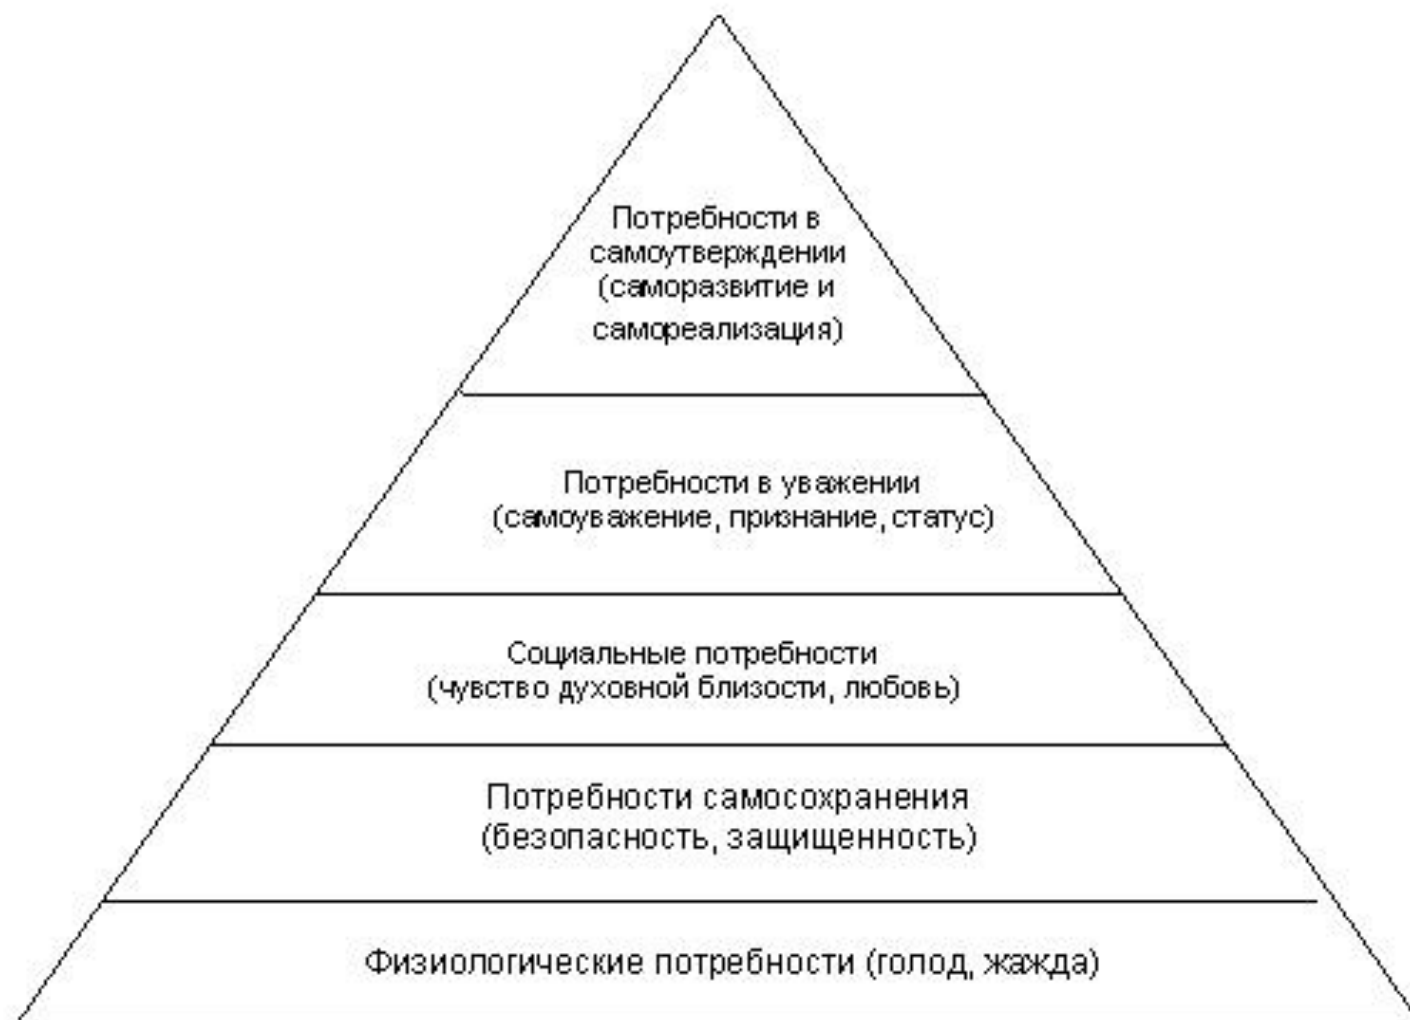 Потребности в
самоутверждении
(саморазвитие и
самореализация)
Потребности в уважении
(самоуважение, признание, статус)
Социальные потребности
(чувство духовной близости, любовь)
Потребности самосохранения
(безопасность, защищенность)
Физиологические потребности (голод, жажда)